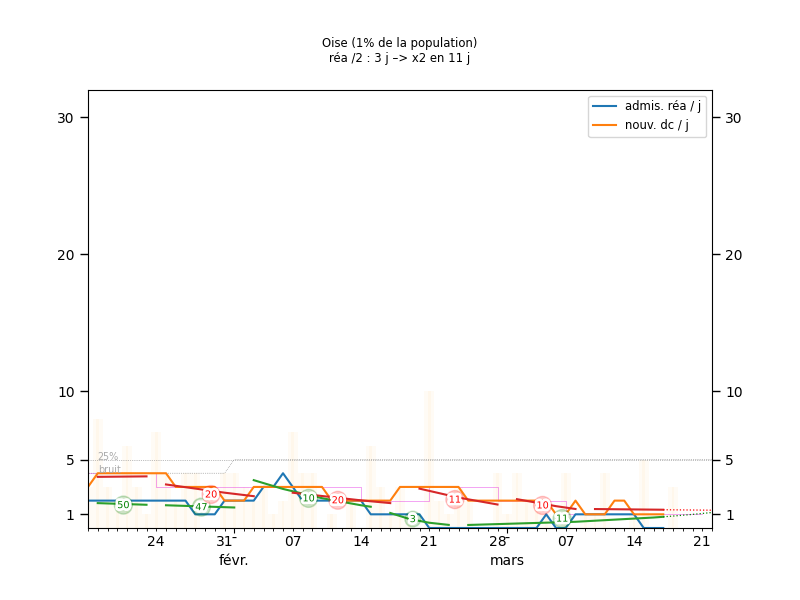 Oise (1% de la population)
réa /2 : 3 j –> x2 en 11 j
admis. réa / j
nouv. dc / j
30 30
20 20
10 10
5 5
1 1
25%
bruit
50 47 20 10 20 3 11 10 11
24 31 07 14 21 28 07 14 21
févr. mars